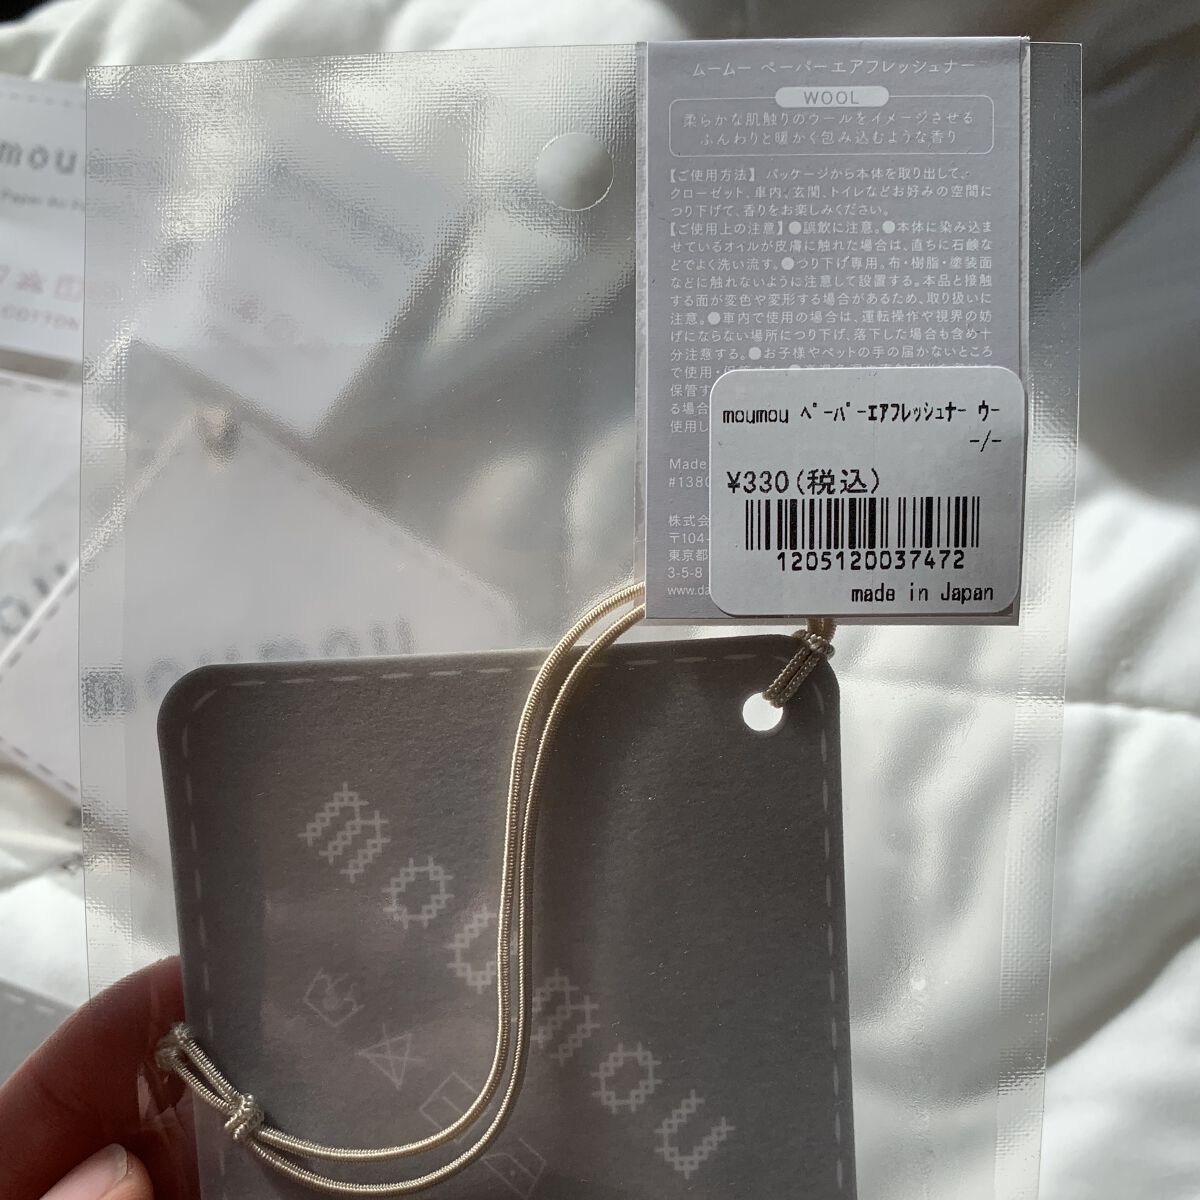 ムームー ペーパーエアフレッシュナー
WOOL
柔らかな肌触りのウールをイメージさせる
ふんわりと暖かく包み込むような香り
【ご使用方法】 パッケージから本体を取り出して、
クローゼット、車内、玄関、トイレなどお好みの空間に
つり下げて、香りをお楽しみください。
【ご使用上の注意】●誤飲に注意。●本体に染み込ま
せているオイルが皮膚に触れた場合は、直ちに石鹸な
どでよく洗い流す。●つり下げ専用。布・樹脂・塗装面
などに触れないように注意して設置する。本品と接触
する面が変色や変形する場合があるため、取り扱いに
注意。●車内で使用の場合は、運転操作や視界の妨
げにならない場所につり下げ、落下した場合も含め十
分注意する。●お子様やペットの手の届かないところ
で使用・
保管す
る場合
使用し
Made
#1380
株式会
〒104-
東京都
3-5-8
www.da
moumou ﾍﾟｰﾊﾟｰｴｱﾌﾚｯｼｭﾅｰ ｳｰ
-/-
¥330(税込)
1205120037472
made in Japan
mou
COTTON
moumou
moumou